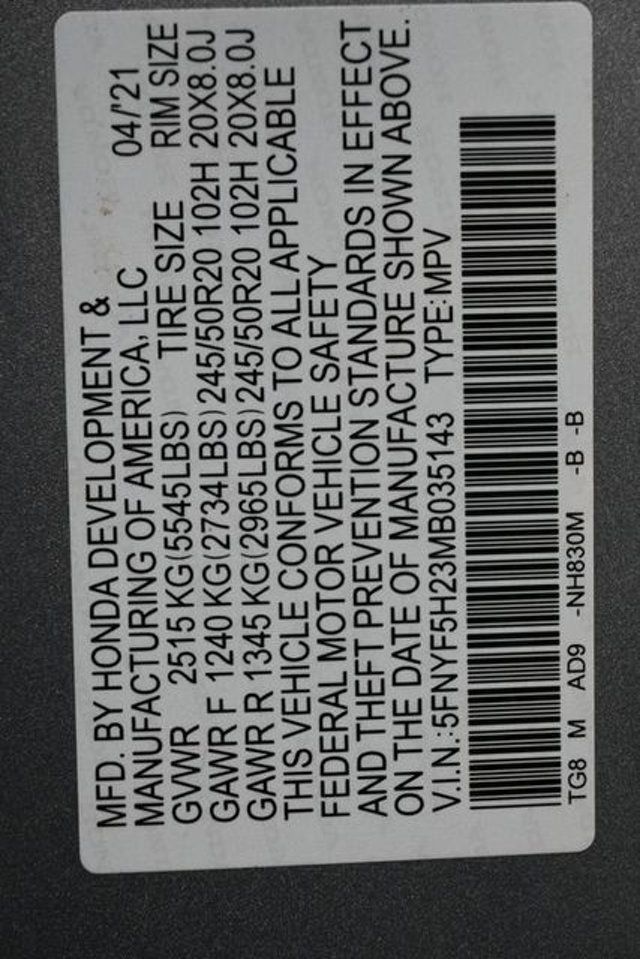 MFD. BY HONDA DEVELOPMENT &
MANUFACTURING OF AMERICA, LLC 04/'21
GVWR 2515 KG(5545LBS) TIRE SIZE RIM SIZE
GAWR F 1240 KG(2734LBS) 245/50R20 102H 20X8.0J
GAWR R 1345 KG(2965LBS) 245/50R20 102H 20X8.0J
THIS VEHICLE CONFORMS TO ALL APPLICABLE
FEDERAL MOTOR VEHICLE SAFETY
AND THEFT PREVENTION STANDARDS IN EFFECT
ON THE DATE OF MANUFACTURE SHOWN ABOVE.
V.I.N.:5FNYF5H23MB035143 TYPE:MPV
TG8 M AD9 -NH830M -B -B